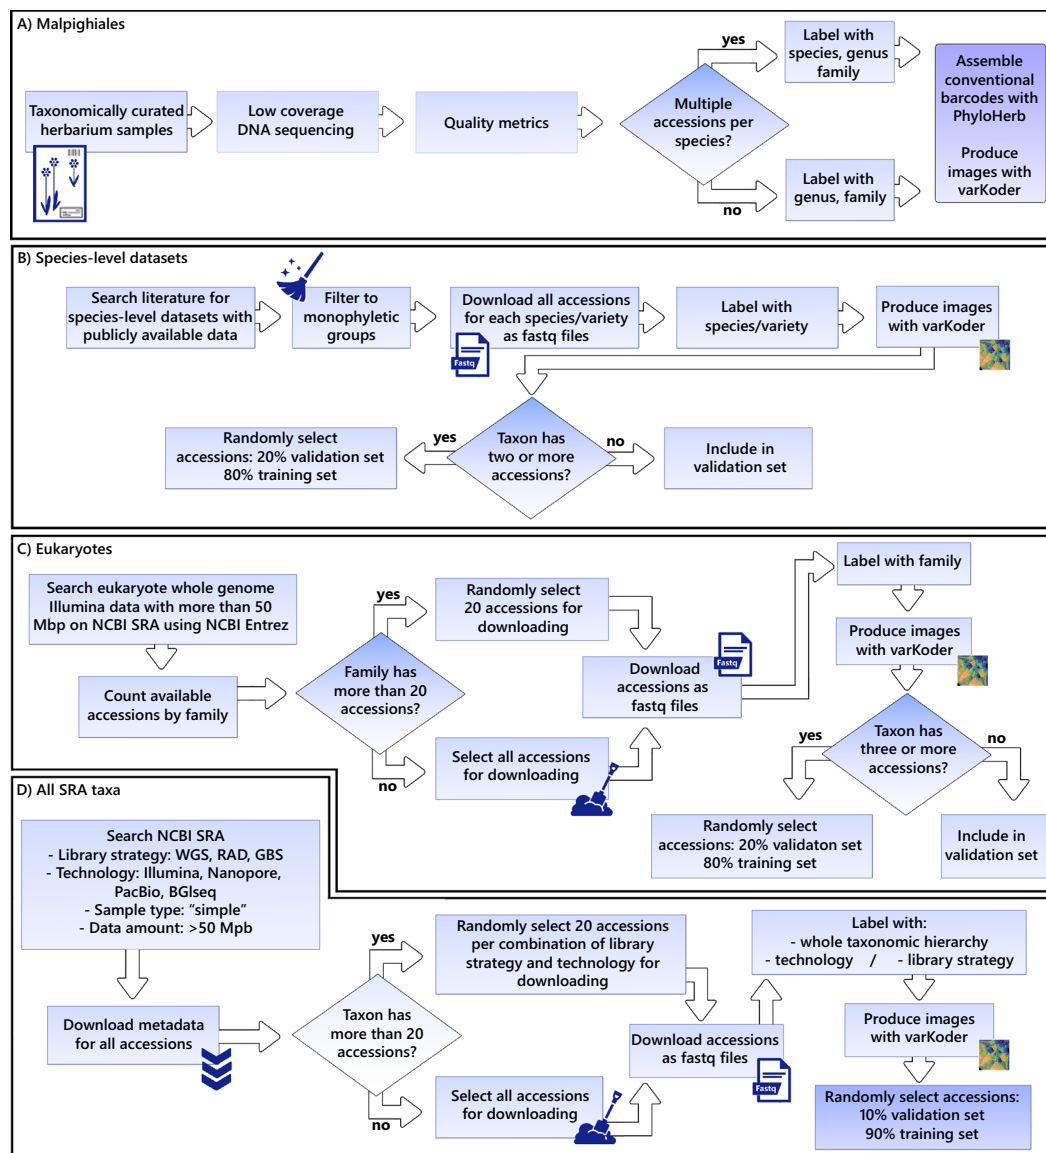 A) Malpighiales
Taxonomically curated
herbarium samples
Low coverage
DNA sequencing
Quality metrics
Multiple
accessions per
species?
yes
Label with
species, genus
family
no
Label with
genus, family
Assemble
conventional
barcodes with
PhyloHerb
Produce
images with
varKoder
B) Species-level datasets
Search literature for
species-level datasets with
publicly available data
Filter to
monophyletic
groups
Download all accessions
for each species/variety
as fastq files
Fastq
Label with
species/variety
Produce images
with varKoder
Taxon has
two or more
accessions?
yes
Randomly select
accessions: 20% validation set
80% training set
no
Include in
validation set
C) Eukaryotes
Search eukaryote whole genome
Illumina data with more than 50
Mbp on NCBI SRA using NCBI Entrez
Count available
accessions by family
Family has
more than 20
accessions?
yes
Randomly select
20 accessions for
downloading
no
Select all accessions
for downloading
Download
accessions as
fastq files
Fastq
Label with family
Produce images
with varKoder
Taxon has
three or more
accessions?
yes
Randomly select
accessions: 20% validaton set
80% training set
no
Include in
validation set
D) All SRA taxa
Search NCBI SRA
- Library strategy: WGS, RAD, GBS
- Technology: Illumina, Nanopore,
PacBio, BGIseq
- Sample type: “simple”
- Data amount: >50 Mpb
Download metadada
for all accessions
Taxon has
more than 20
accessions?
yes
Randomly select 20 accessions
per combination of library
strategy and technology for
downloading
no
Select all accessions
for downloading
Download accessions
as fastq files
Fastq
Label with:
- whole taxonomic hierarchy
- technology / - library strategy
Produce images
with varKoder
Randomly select accessions:
10% validation set
90% training set